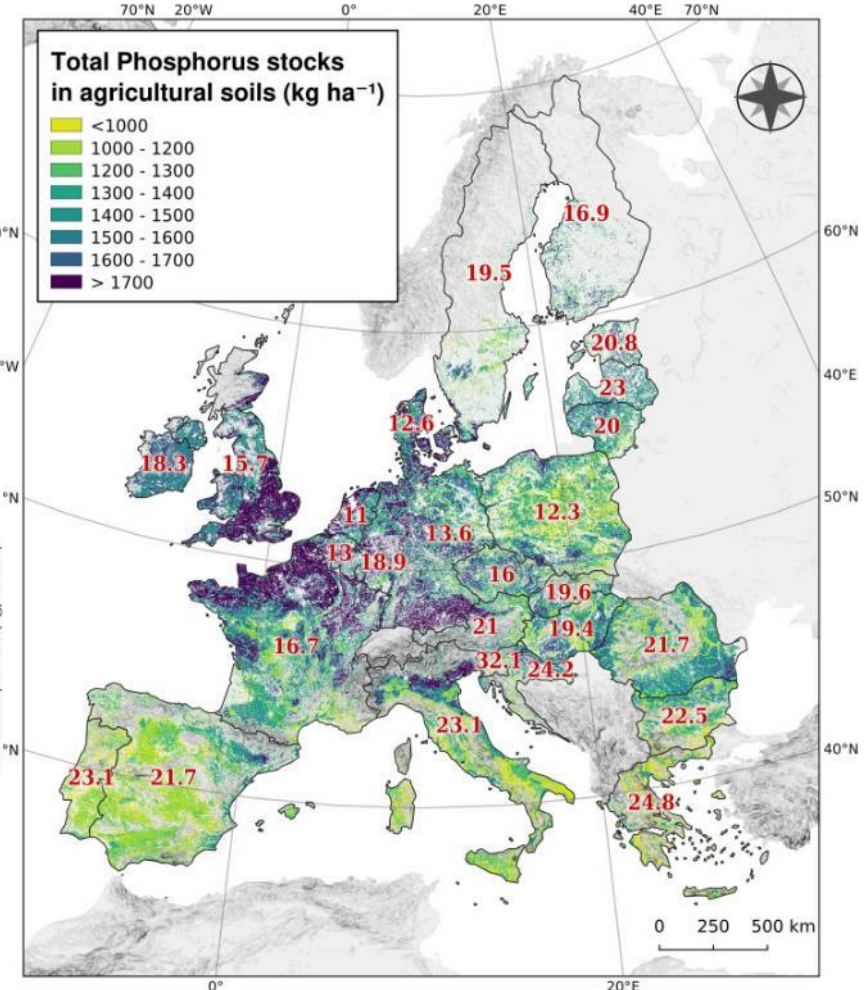 70°N 20°W 0° 20°E 40°E 70°N
Total Phosphorus stocks
in agricultural soils (kg ha⁻¹)
<1000
1000 - 1200
1200 - 1300
1300 - 1400
1400 - 1500
1500 - 1600
1600 - 1700
> 1700
16.9
°N
60°N
19.5
20.8
°W
40°E
23
12.6
20
18.3
15.7
°N
50°N
11
12.3
13.6
13
18.9
16
19.6
21
19.4
16.7
21.7
32.1
24.2
22.5
23.1
°N
40°N
23.1
21.7
24.8
0 250 500 km
0° 20°E